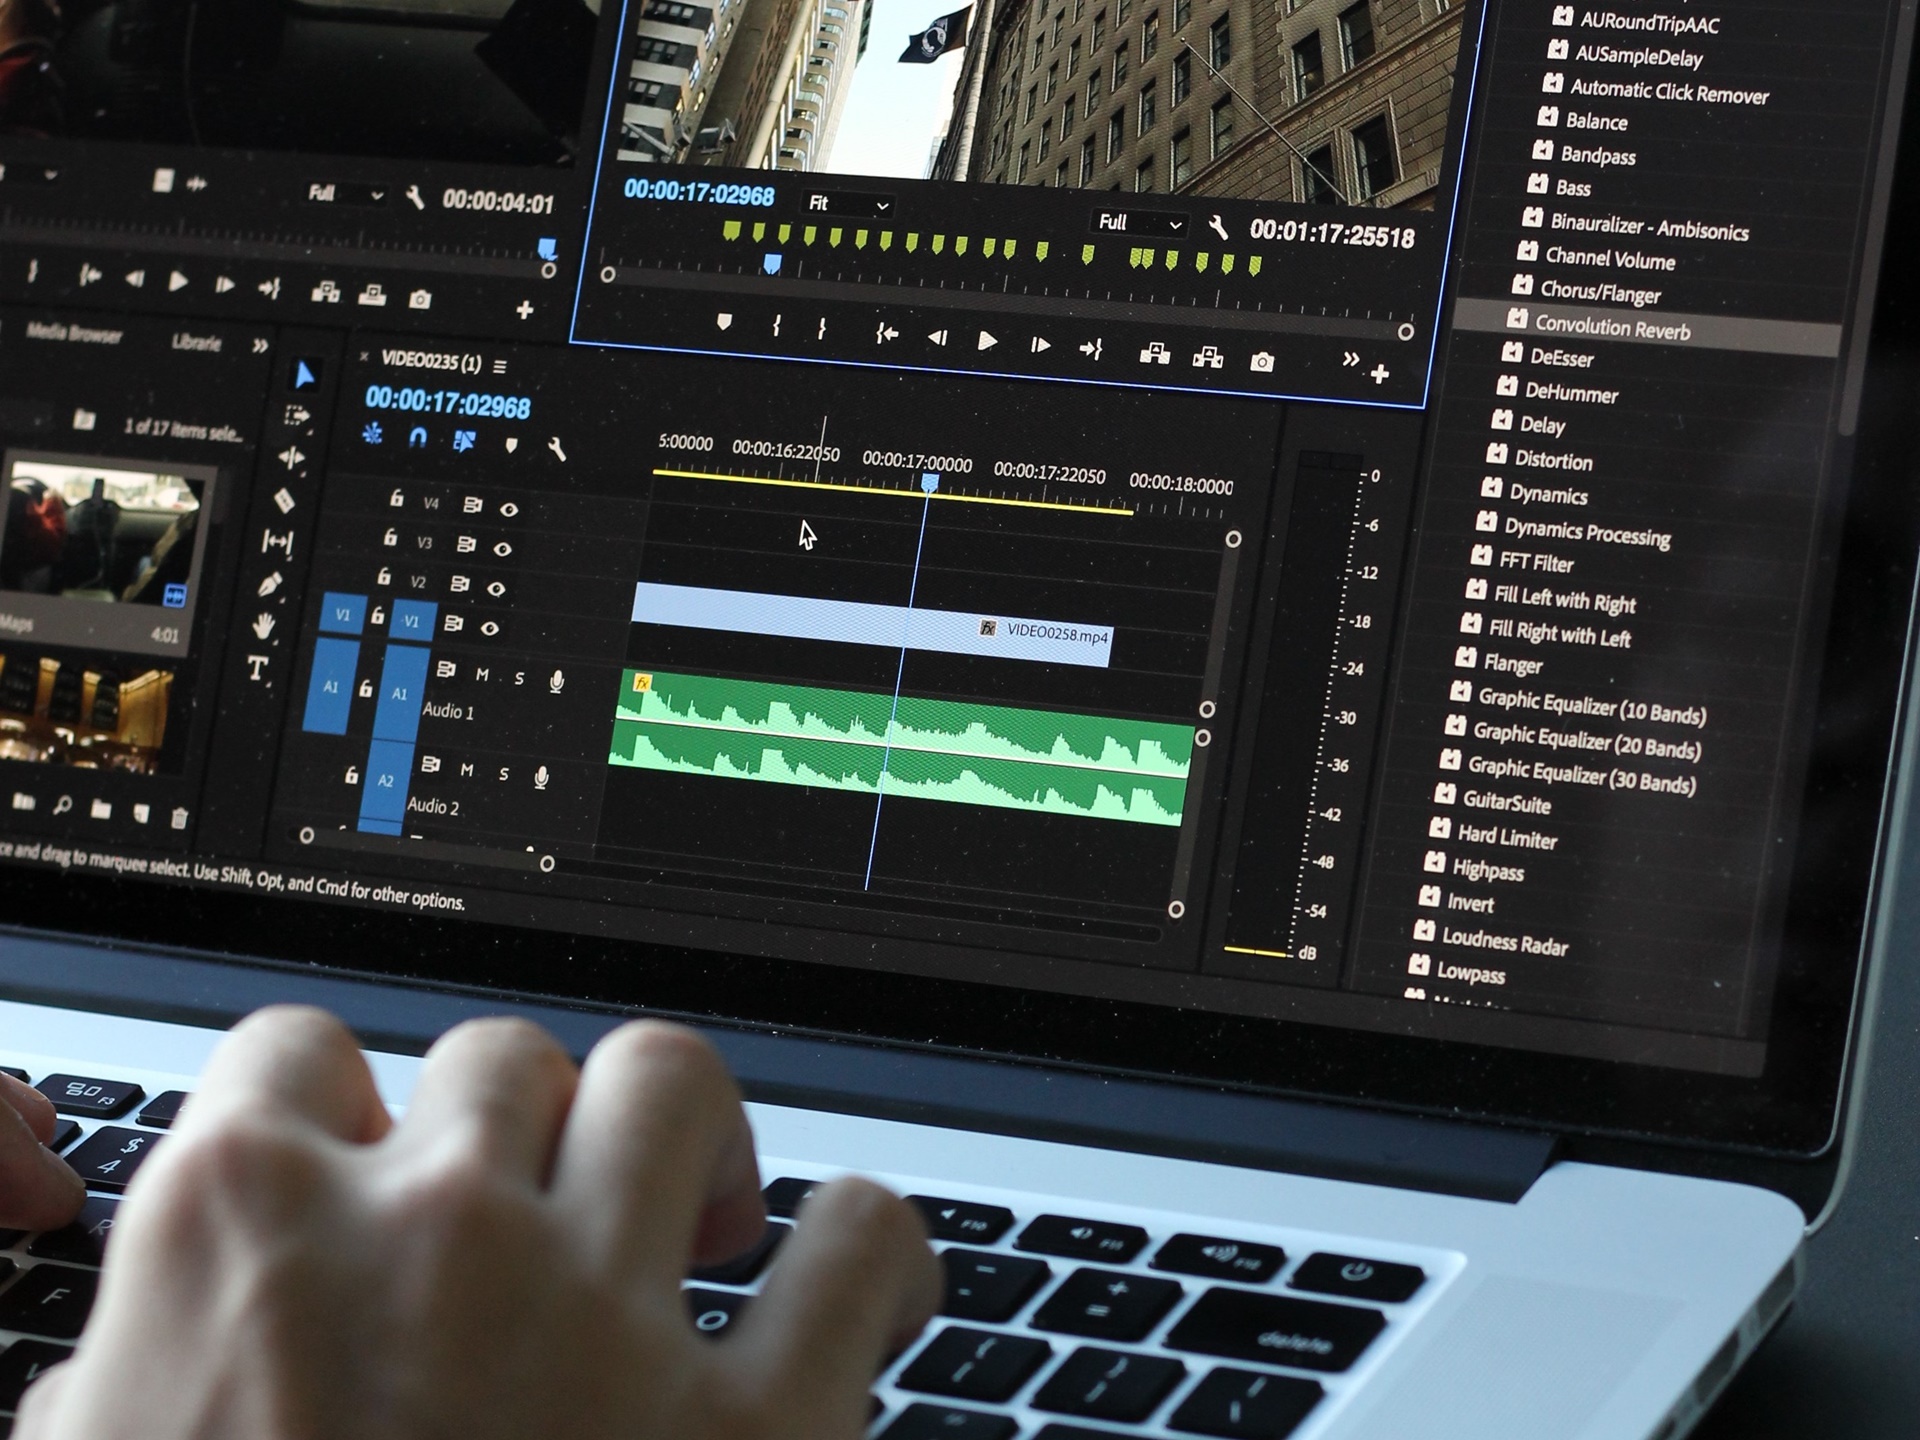 Full
00:00:04:01
00:00:17:02968
Fit
Full
00:01:17:25518
Media Browser
Librarie
1 of 17 items sele...
Maps
4:01
VIDEO0235 (1)
00:00:17:02968
5:00000
00:00:16:22050
00:00:17:00000
00:00:17:22050
00:00:18:0000
V4
V3
V2
V1
V1
VIDEO0258.mp4
fx
A1
A1
M
S
Audio 1
fx
A2
M
S
Audio 2
T
ce and drag to marquee select. Use Shift, Opt, and Cmd for other options.
0
-6
-12
-18
-24
-30
-36
-42
-48
-54
dB
AURoundTripAAC
AUSampleDelay
Automatic Click Remover
Balance
Bandpass
Bass
Binauralizer - Ambisonics
Channel Volume
Chorus/Flanger
Convolution Reverb
DeEsser
DeHummer
Delay
Distortion
Dynamics
Dynamics Processing
FFT Filter
Fill Left with Right
Fill Right with Left
Flanger
Graphic Equalizer (10 Bands)
Graphic Equalizer (20 Bands)
Graphic Equalizer (30 Bands)
GuitarSuite
Hard Limiter
Highpass
Invert
Loudness Radar
Lowpass
F3
$
4
R
F
O
F10
F11
F12
-
+
=
delete
{
[
}
]